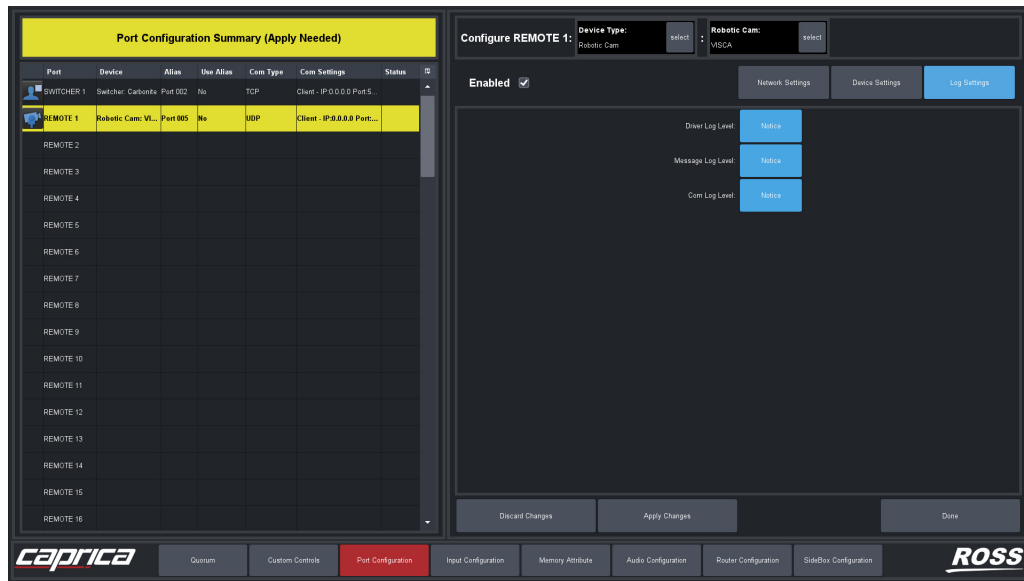 Port Configuration Summary (Apply Needed)
Port Device Alias Use Alias Com Type Com Settings Status
SWITCHER 1 Switcher: Carbonite Port 002 No TCP Client - IP:0.0.0.0 Port:5...
REMOTE 1 Robotic Cam: VI... Port 005 No UDP Client - IP:0.0.0.0 Port:...
REMOTE 2
REMOTE 3
REMOTE 4
REMOTE 5
REMOTE 6
REMOTE 7
REMOTE 8
REMOTE 9
REMOTE 10
REMOTE 11
REMOTE 12
REMOTE 13
REMOTE 14
REMOTE 15
REMOTE 16
Configure REMOTE 1: Device Type: Robotic Cam select : Robotic Cam: VISCA select
Enabled Network Settings Device Settings Log Settings
Driver Log Level: Notice
Message Log Level: Notice
Com Log Level: Notice
Discard Changes Apply Changes Done
caprica Quorum Custom Controls Port Configuration Input Configuration Memory Attribute Audio Configuration Router Configuration SideBox Configuration ROSS